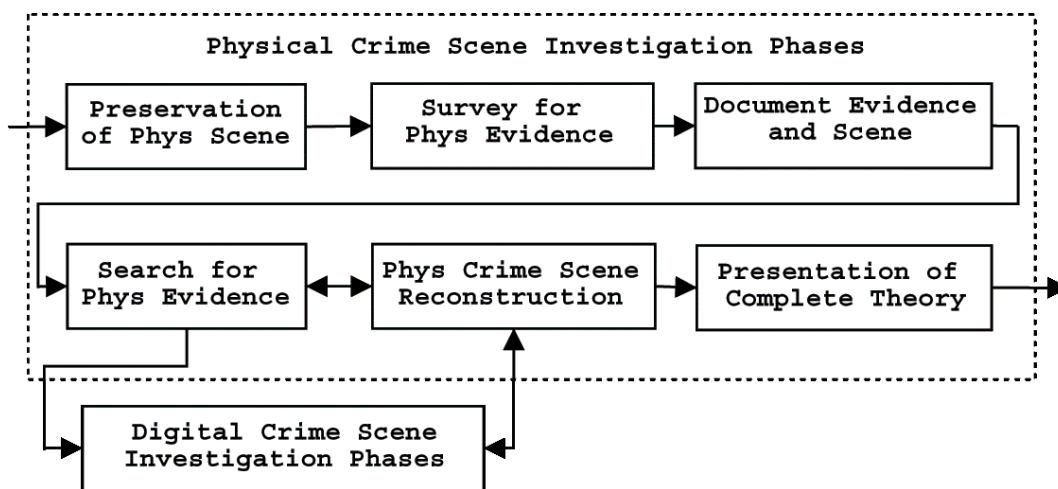 Physical Crime Scene Investigation Phases
Preservation
of Phys Scene
Survey for
Phys Evidence
Document Evidence
and Scene
Search for
Phys Evidence
Phys Crime Scene
Reconstruction
Presentation of
Complete Theory
Digital Crime Scene
Investigation Phases